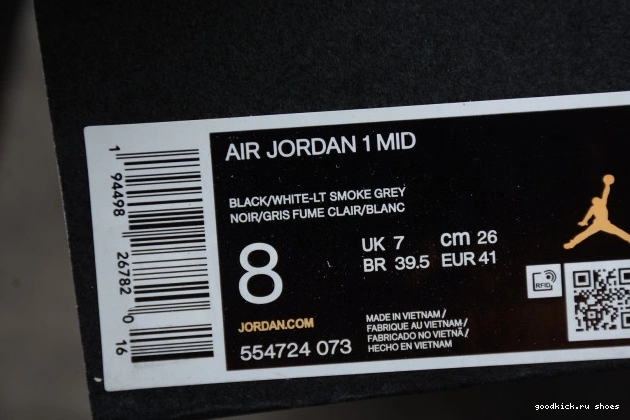 AIR JORDAN 1 MID
BLACK/WHITE-LT SMOKE GREY
NOIR/GRIS FUME CLAIR/BLANC
8
UK 7 cm 26
BR 39.5 EUR 41
JORDAN.COM
554724 073
MADE IN VIETNAM /
FABRIQUE AU VIETNAM/
FABRICADO NO VIETNÃ/
HECHO EN VIETNAM
RFID
1 94498 26782 0 16
goodkick.ru shoes